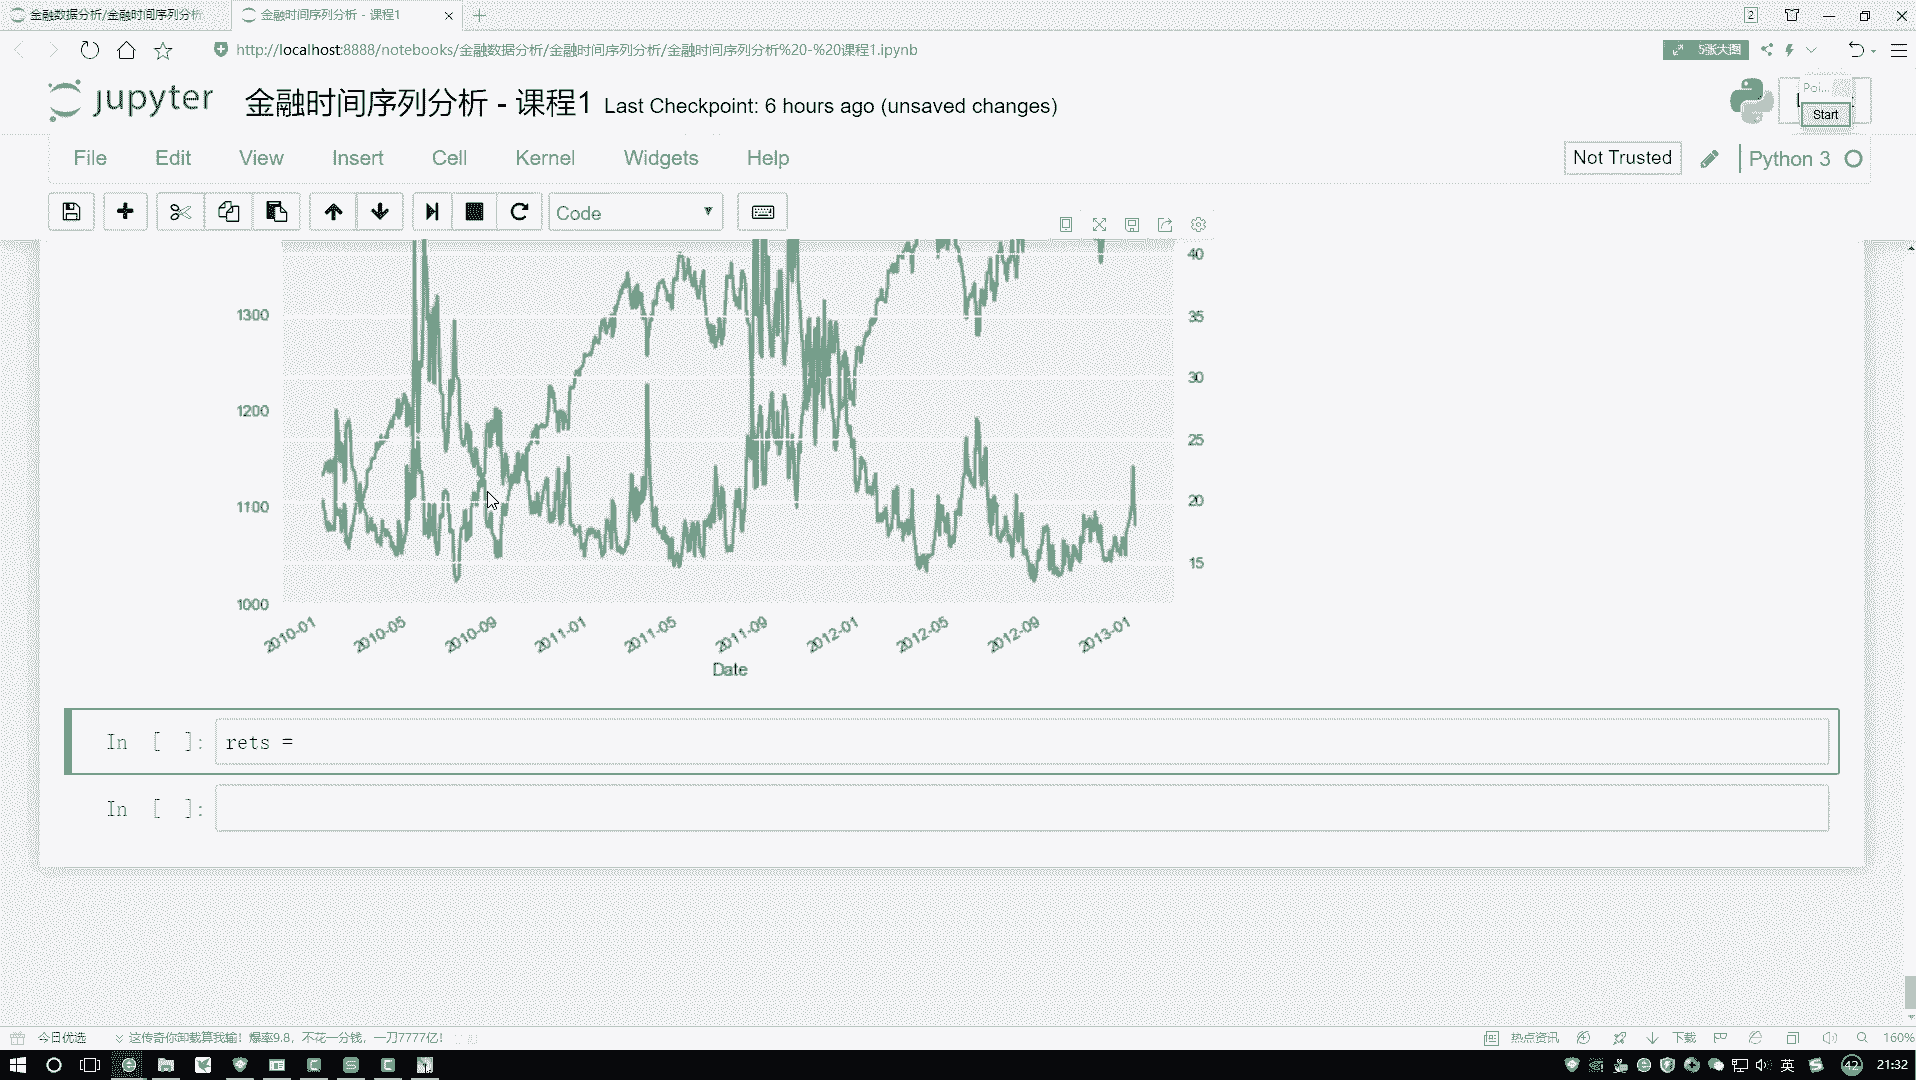 金融数据分析/金融时间序列分析
金融时间序列分析 - 课程1
2
http://localhost:8888/notebooks/金融数据分析/金融时间序列分析/金融时间序列分析%20-%20课程1.ipynb
5张大图
jupyter
金融时间序列分析 - 课程1 Last Checkpoint: 6 hours ago (unsaved changes)
Poi...
Start
File Edit View Insert Cell Kernel Widgets Help
Not Trusted
Python 3
Code
40
1300
35
30
1200
25
1100
20
15
1000
2010-01 2010-05 2010-09 2011-01 2011-05 2011-09 2012-01 2012-05 2012-09 2013-01
Date
In [ ]: rets =
In [ ]:
今日优选
这传奇你卸载算我输！爆率9.8，不花一分钱，一刀7777亿！
热点资讯
下载
160%
英
42
21:32